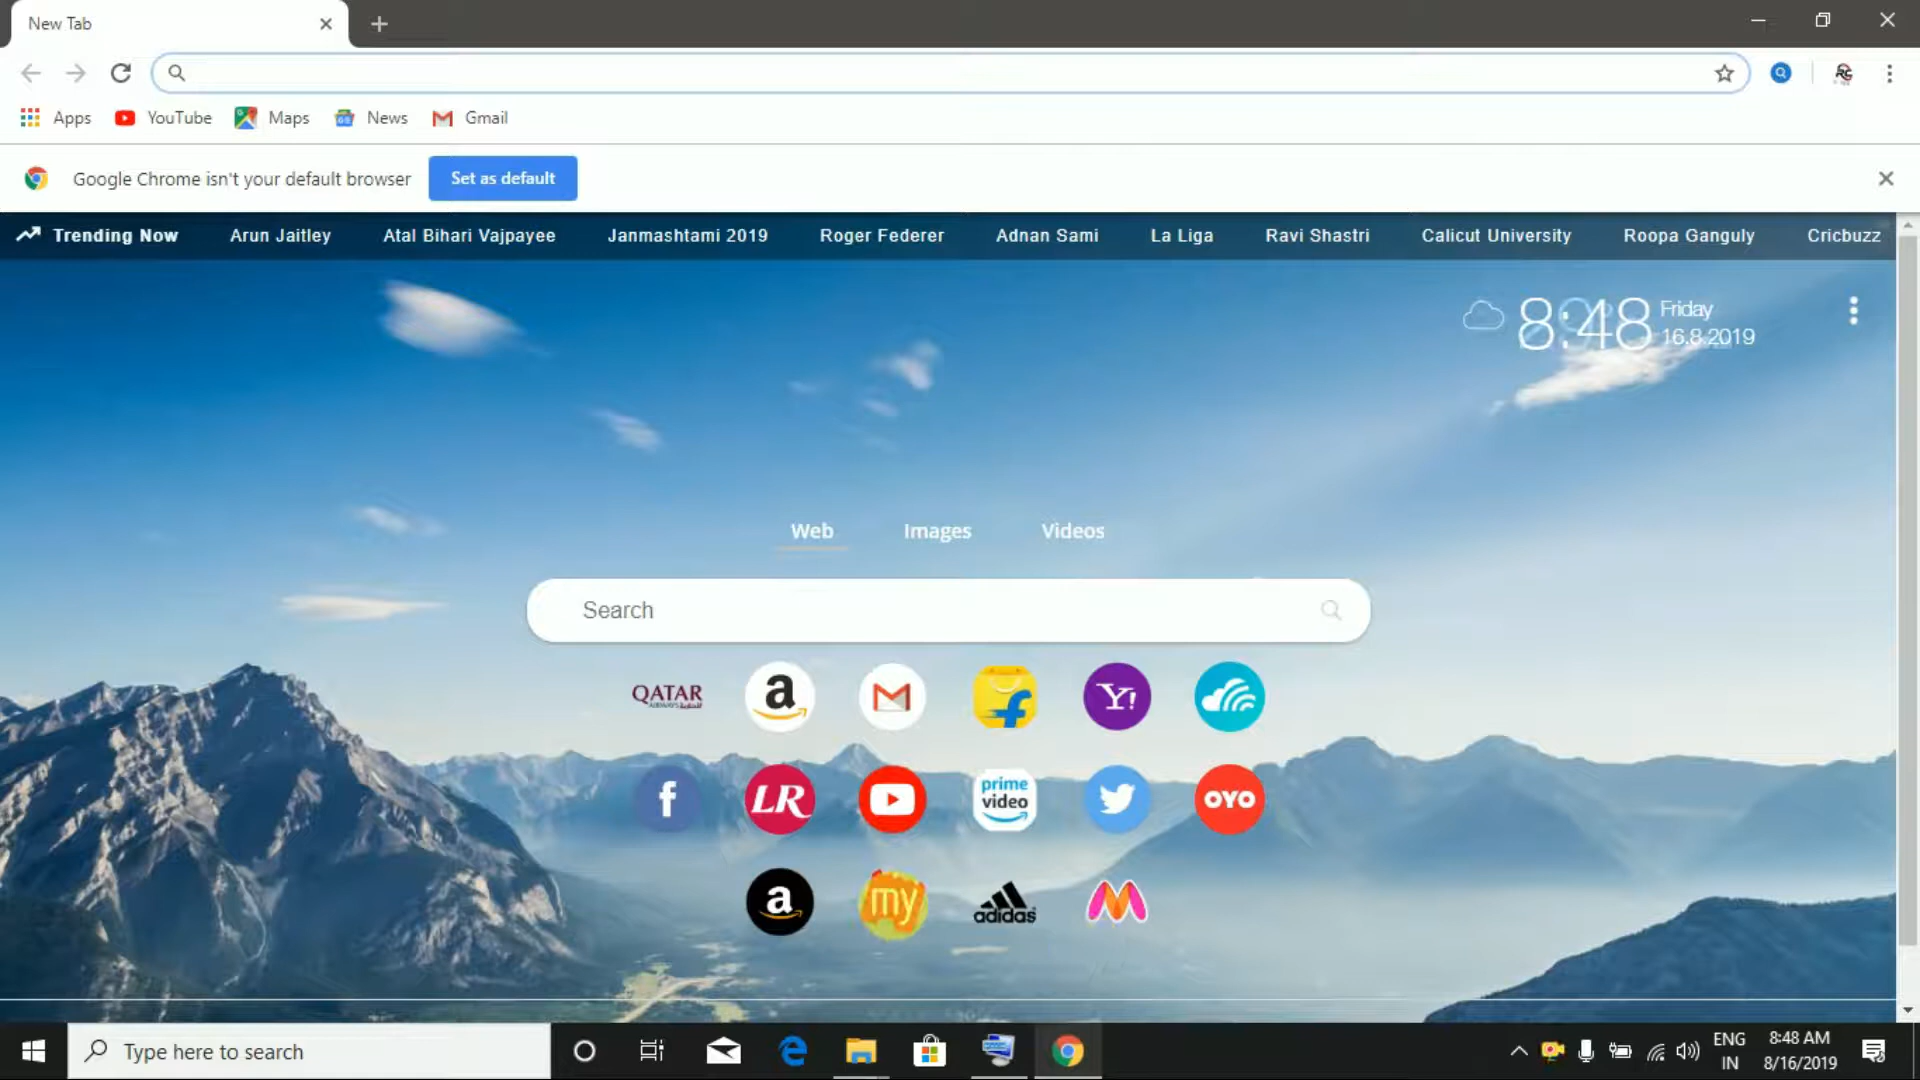 New Tab
Apps YouTube Maps News Gmail
Google Chrome isn't your default browser Set as default
Trending Now Arun Jaitley Atal Bihari Vajpayee Janmashtami 2019 Roger Federer Adnan Sami La Liga Ravi Shastri Calicut University Roopa Ganguly Cricbuzz
8:48 Friday
16.8.2019
Web Images Videos
Search
QATAR
AIRWAYS
a
f
Y!
f LR prime
video
OYO
a my adidas
Type here to search
ENG 8:48 AM
IN 8/16/2019